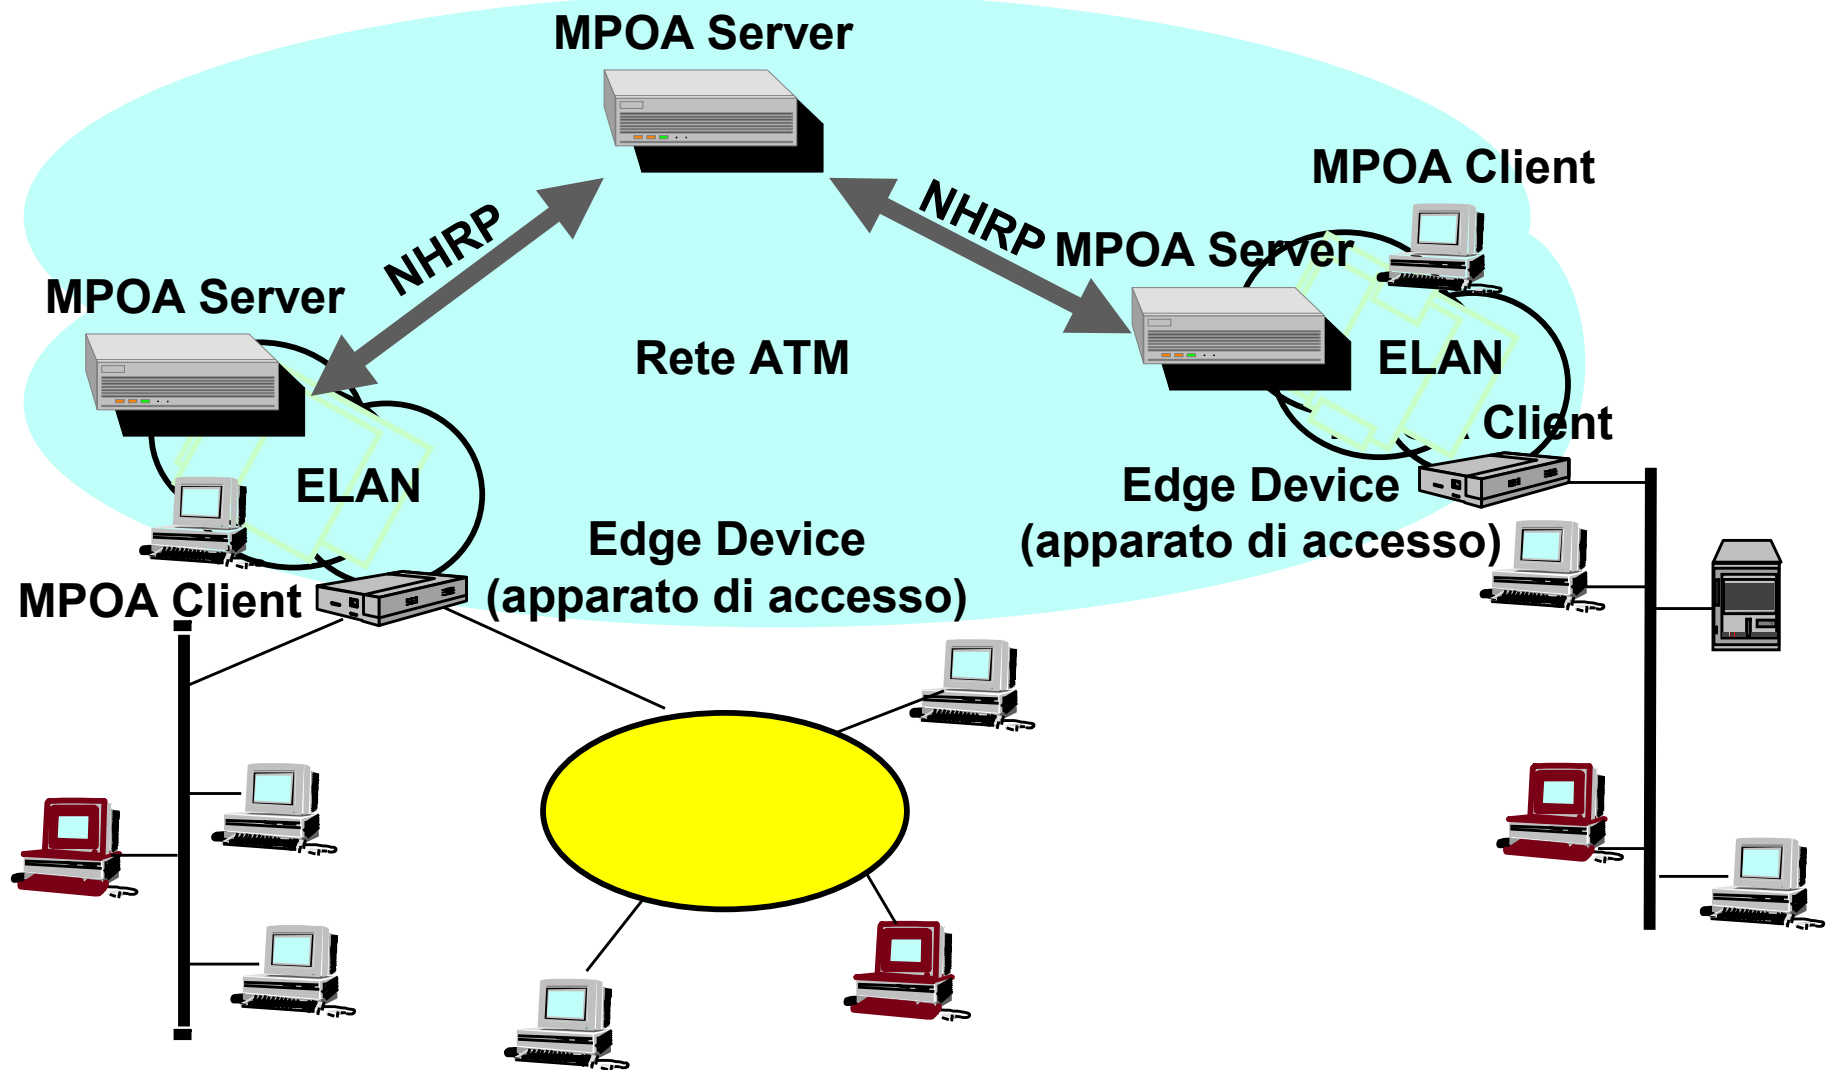 MPOA Server
MPOA Client
NHRP
NHRP
MPOA Server
MPOA Server
Rete ATM
ELAN
Client
ELAN
Edge Device
(apparato di accesso)
Edge Device
(apparato di accesso)
MPOA Client